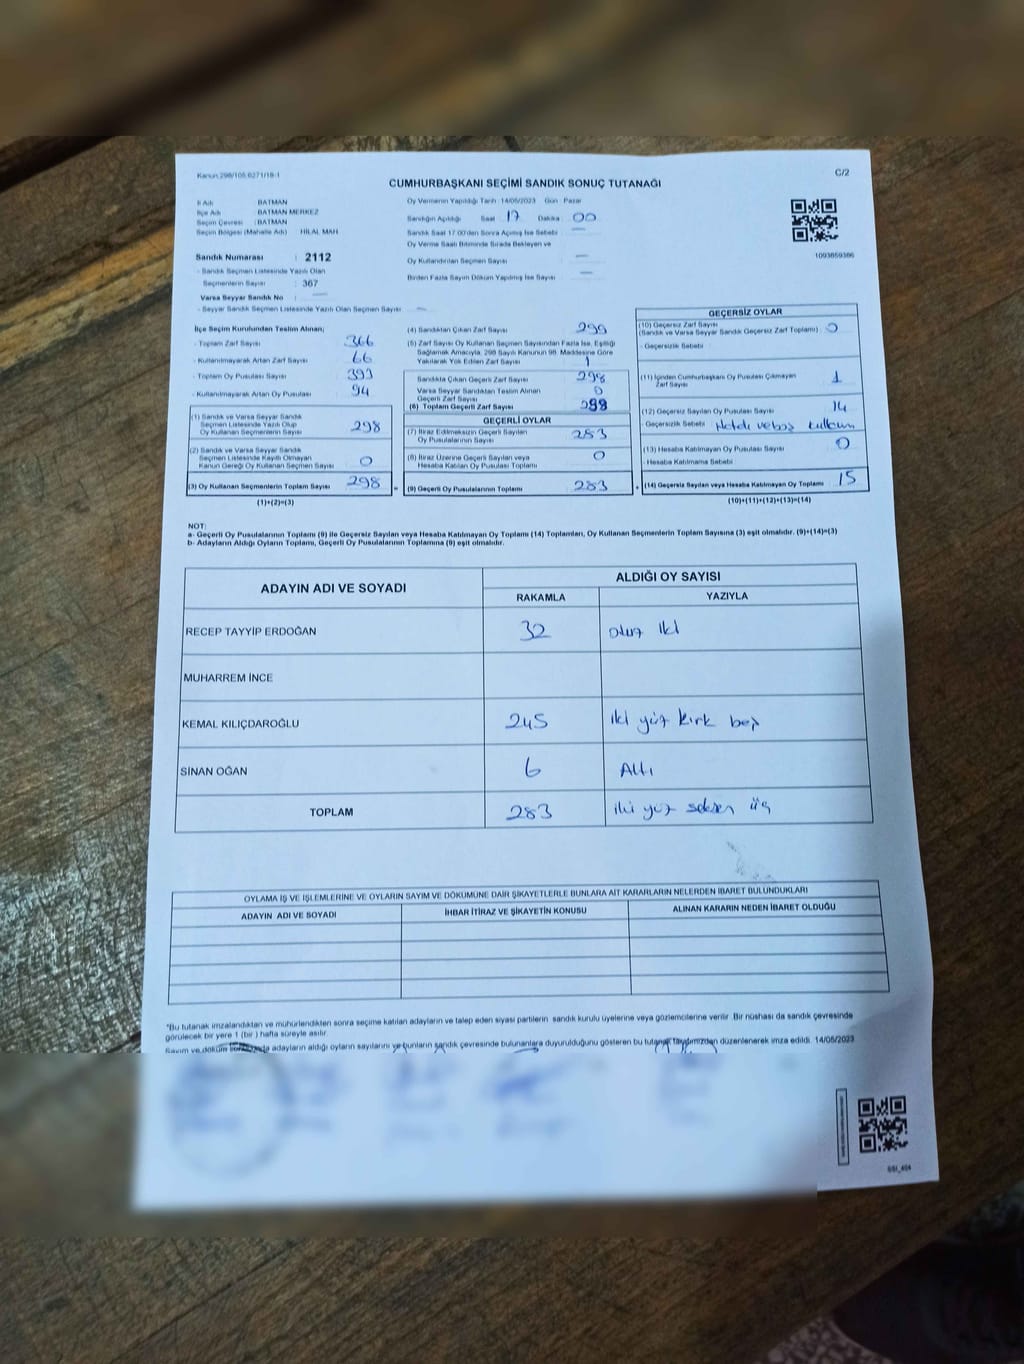 Kanun 298/105,6271/18-1
C/2
CUMHURBAŞKANI SEÇİMİ SANDIK SONUÇ TUTANAĞI
İl Adı : BATMAN
İlçe Adı : BATMAN MERKEZ
Seçim Çevresi : BATMAN
Seçim Bölgesi (Mahalle Adı) HİLAL MAH
Sandık Numarası : 2112
- Sandık Seçmen Listesinde Yazılı Olan
Seçmenlerin Sayısı : 367
Varsa Seyyar Sandık No : —
- Seyyar Sandık Seçmen Listesinde Yazılı Olan Seçmen Sayısı : —
Oy Vermenin Yapıldığı Tarih : 14/05/2023 Gün : Pazar
Sandığın Açıldığı Saat : 17 Dakika : 00
Sandık Saat 17:00'den Sonra Açılmış İse Sebebi : —
Oy Verme Saati Bitiminde Sırada Bekleyen ve
Oy Kullandırılan Seçmen Sayısı : —
Birden Fazla Sayım Döküm Yapılmış İse Sayısı : —
1093859386
İlçe Seçim Kurulundan Teslim Alınan;
- Toplam Zarf Sayısı : 366
- Kullanılmayarak Artan Zarf Sayısı : 66
- Toplam Oy Pusulası Sayısı : 393
- Kullanılmayarak Artan Oy Pusulası : 94
(1) Sandık ve Varsa Seyyar Sandık
Seçmen Listesinde Yazılı Olup
Oy Kullanan Seçmenlerin Sayısı : 298
(2) Sandık ve Varsa Seyyar Sandık
Seçmen Listesinde Kayıtlı Olmayan
Kanun Gereği Oy Kullanan Seçmen Sayısı : 0
(3) Oy Kullanan Seçmenlerin Toplam Sayısı : 298
(1)+(2)=(3)
(4) Sandıktan Çıkan Zarf Sayısı : 299
(5) Zarf Sayısı Oy Kullanan Seçmen Sayısından Fazla İse, Eşitliği
Sağlamak Amacıyla, 298 Sayılı Kanunun 98. Maddesine Göre
Yakılarak Yok Edilen Zarf Sayısı : 1
Sandıkta Çıkan Geçerli Zarf Sayısı : 298
Varsa Seyyar Sandıktan Teslim Alınan
Geçerli Zarf Sayısı : 0
(6) Toplam Geçerli Zarf Sayısı : 298
GEÇERLİ OYLAR
(7) İtiraz Edilmeksizin Geçerli Sayılan
Oy Pusulalarının Sayısı : 283
(8) İtiraz Üzerine Geçerli Sayılan veya
Hesaba Katılan Oy Pusulalarının Toplamı : 0
(9) Geçerli Oy Pusulalarının Toplamı : 283
GEÇERSİZ OYLAR
(10) Geçersiz Zarf Sayısı : 0
(Sandık ve Varsa Seyyar Sandık Geçersiz Zarf Toplamı)
- Geçersizlik Sebebi :
(11) İçinden Cumhurbaşkanı Oy Pusulası Çıkmayan
Zarf Sayısı : 1
(12) Geçersiz Sayılan Oy Pusulası Sayısı : 14
- Geçersizlik Sebebi : Hatalı ve boş kullanım
(13) Hesaba Katılmayan Oy Pusulası Sayısı : 0
- Hesaba Katılmama Sebebi :
(14) Geçersiz Sayılan veya Hesaba Katılmayan Oy Toplamı : 15
(10)+(11)+(12)+(13)=(14)
NOT:
a- Geçerli Oy Pusulalarının Toplamı (9) ile Geçersiz Sayılan veya Hesaba Katılmayan Oy Toplamı (14) Toplamları, Oy Kullanan Seçmenlerin Toplam Sayısına (3) eşit olmalıdır. (9)+(14)=(3)
b- Adayların Aldığı Oyların Toplamı, Geçerli Oy Pusulalarının Toplamına (9) eşit olmalıdır.
ADAYIN ADI VE SOYADI
ALDIĞI OY SAYISI
RAKAMLA YAZIYLA
RECEP TAYYİP ERDOĞAN 32 otuz iki
MUHARREM İNCE
KEMAL KILIÇDAROĞLU 245 iki yüz kırk beş
SİNAN OĞAN 6 Altı
TOPLAM 283 iki yüz seksen üç
OYLAMA İŞ VE İŞLEMLERİNE VE OYLARIN SAYIM VE DÖKÜMÜNE DAİR ŞİKAYETLERLE BUNLARA AİT KARARLARIN NELERDEN İBARET BULUNDUKLARI
ADAYIN ADI VE SOYADI İHBAR İTİRAZ VE ŞİKAYETİN KONUSU ALINAN KARARIN NEDEN İBARET OLDUĞU
"Bu tutanak imzalandıktan ve mühürlendikten sonra seçime katılan adayların ve talep eden siyasi partilerin sandık kurulu üyelerine veya gözlemcilerine verilir. Bir nüshası da sandık çevresinde
görülecek bir yere 1 (bir) hafta süreyle asılır.
Sayım ve döküm sonucunda adayların aldığı oyların sayılarını ve bunların sandık çevresinde bulunanlara duyurulduğunu gösteren bu tutanak tarafımızdan düzenlenerek imza edildi. 14/05/2023